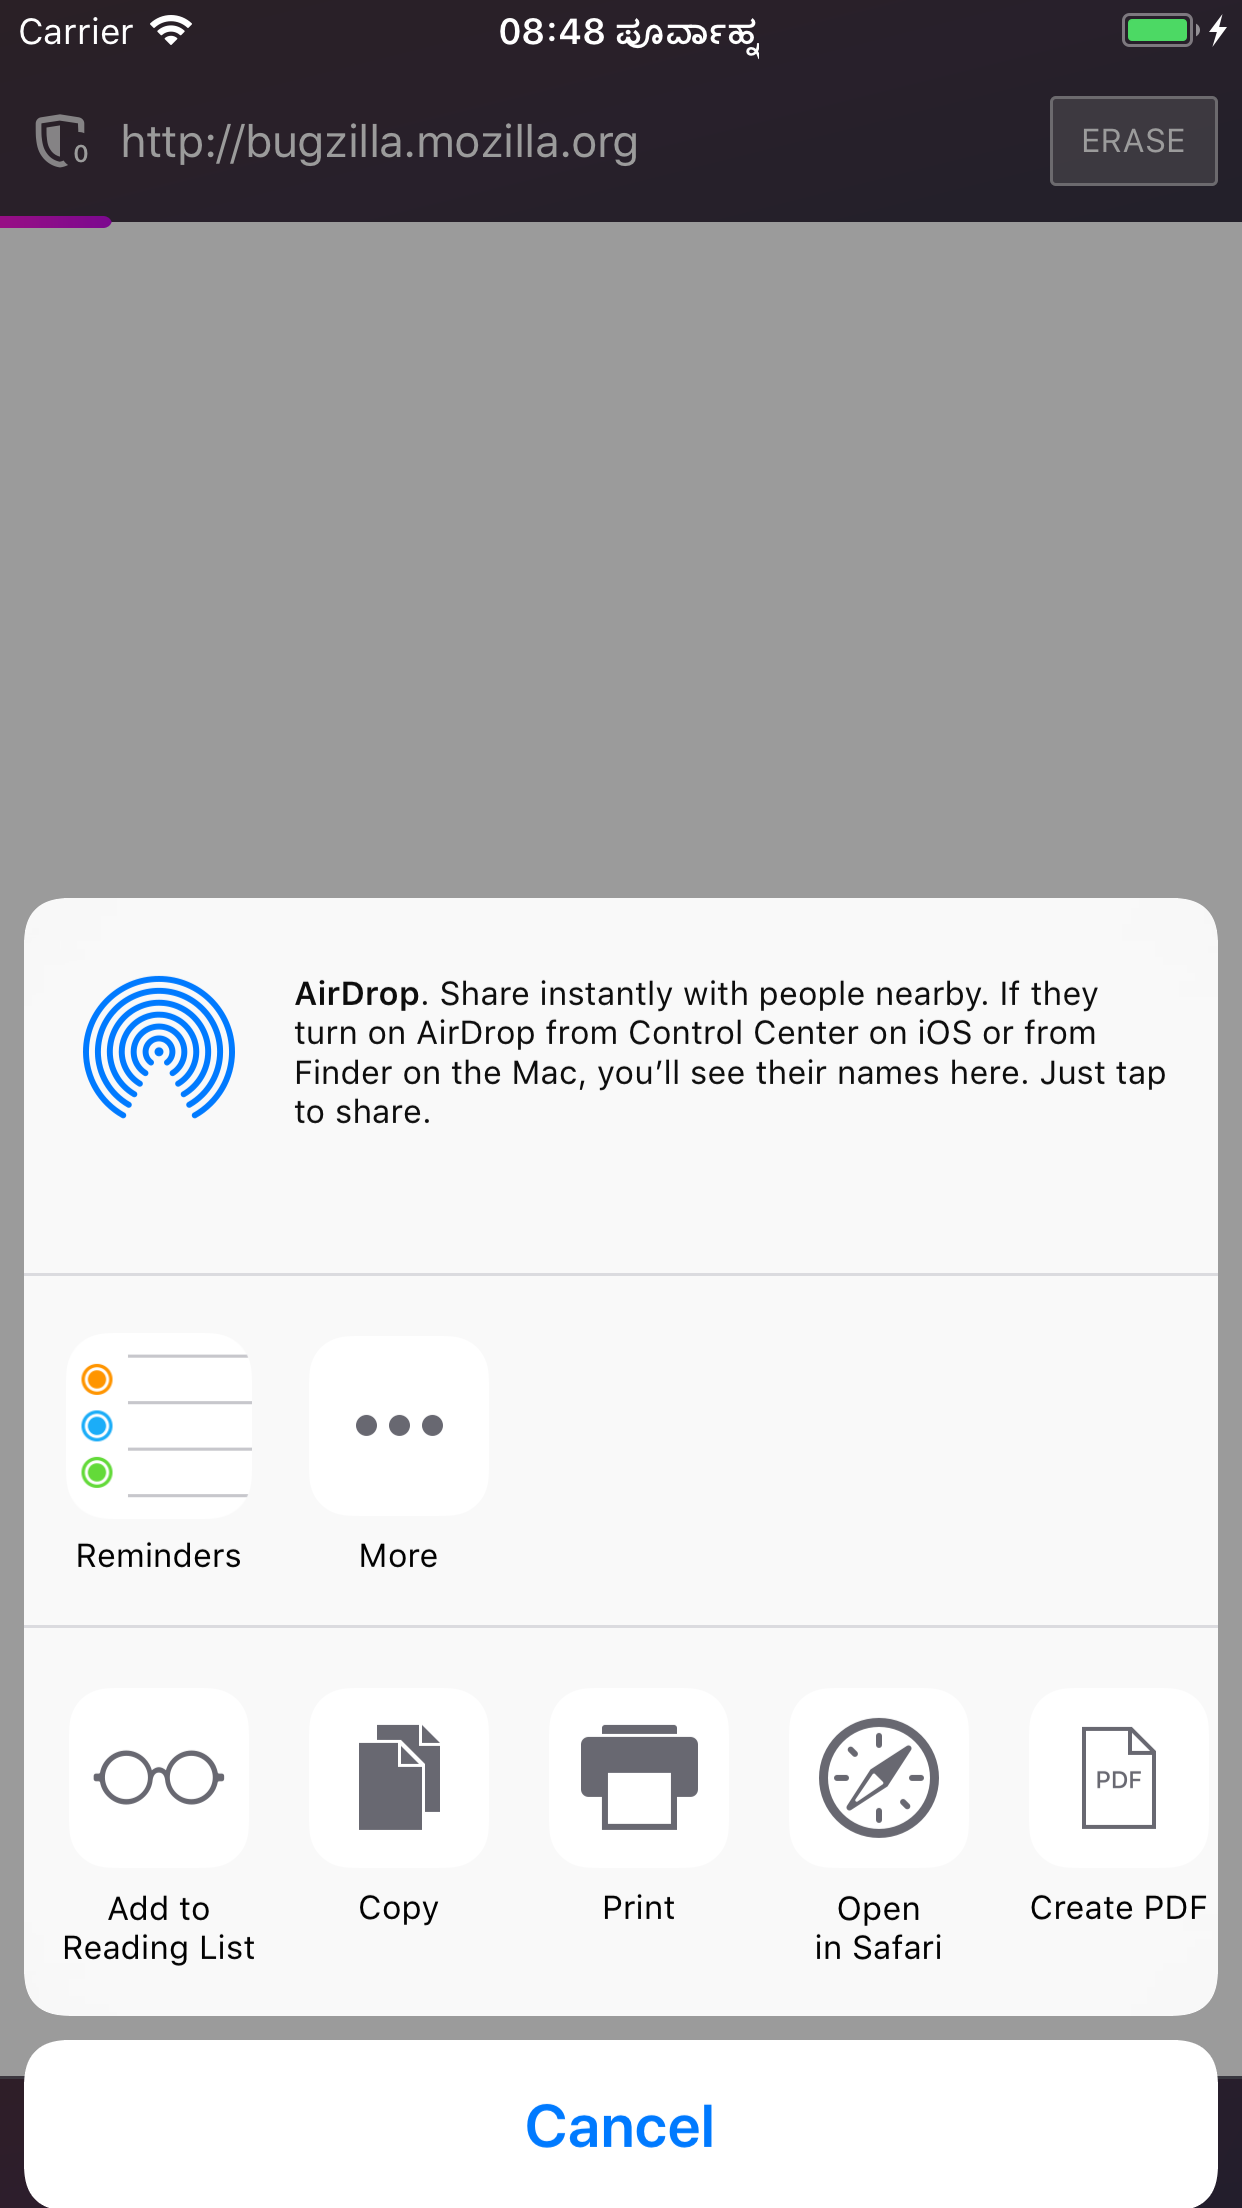 Carrier
08:48 ಪೂರ್ವಾಹ್ನ
0
http://bugzilla.mozilla.org
ERASE
AirDrop. Share instantly with people nearby. If they
turn on AirDrop from Control Center on iOS or from
Finder on the Mac, you’ll see their names here. Just tap
to share.
Reminders
More
PDF
Add to
Reading List
Copy
Print
Open
in Safari
Create PDF
Cancel